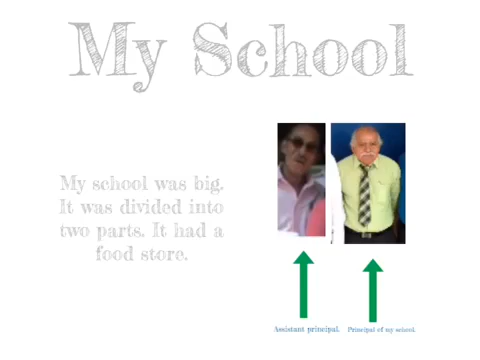 My School
My school was big.
It was divided into
two parts. It had a
food store.
Assistant principal.
Principal of my school.